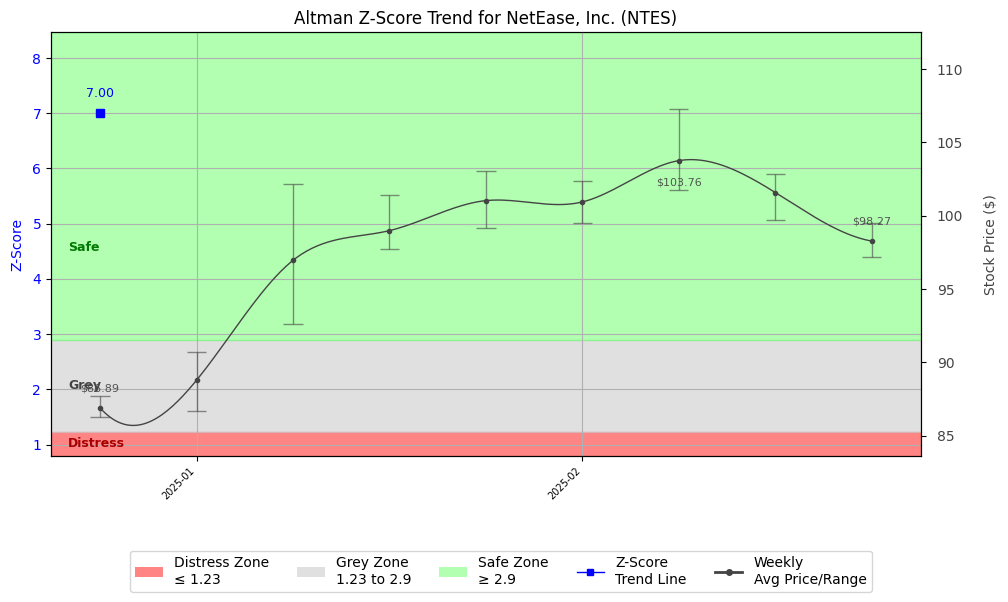 Altman Z-Score Trend for NetEase, Inc. (NTES)
Z-Score
8
7
6
5
4
3
2
1
7.00
Safe
Grey
$86.89
Distress
$103.76
$98.27
110
105
100
95
90
85
Stock Price ($)
2025-01
2025-02
Distress Zone
≤ 1.23
Grey Zone
1.23 to 2.9
Safe Zone
≥ 2.9
Z-Score
Trend Line
Weekly
Avg Price/Range